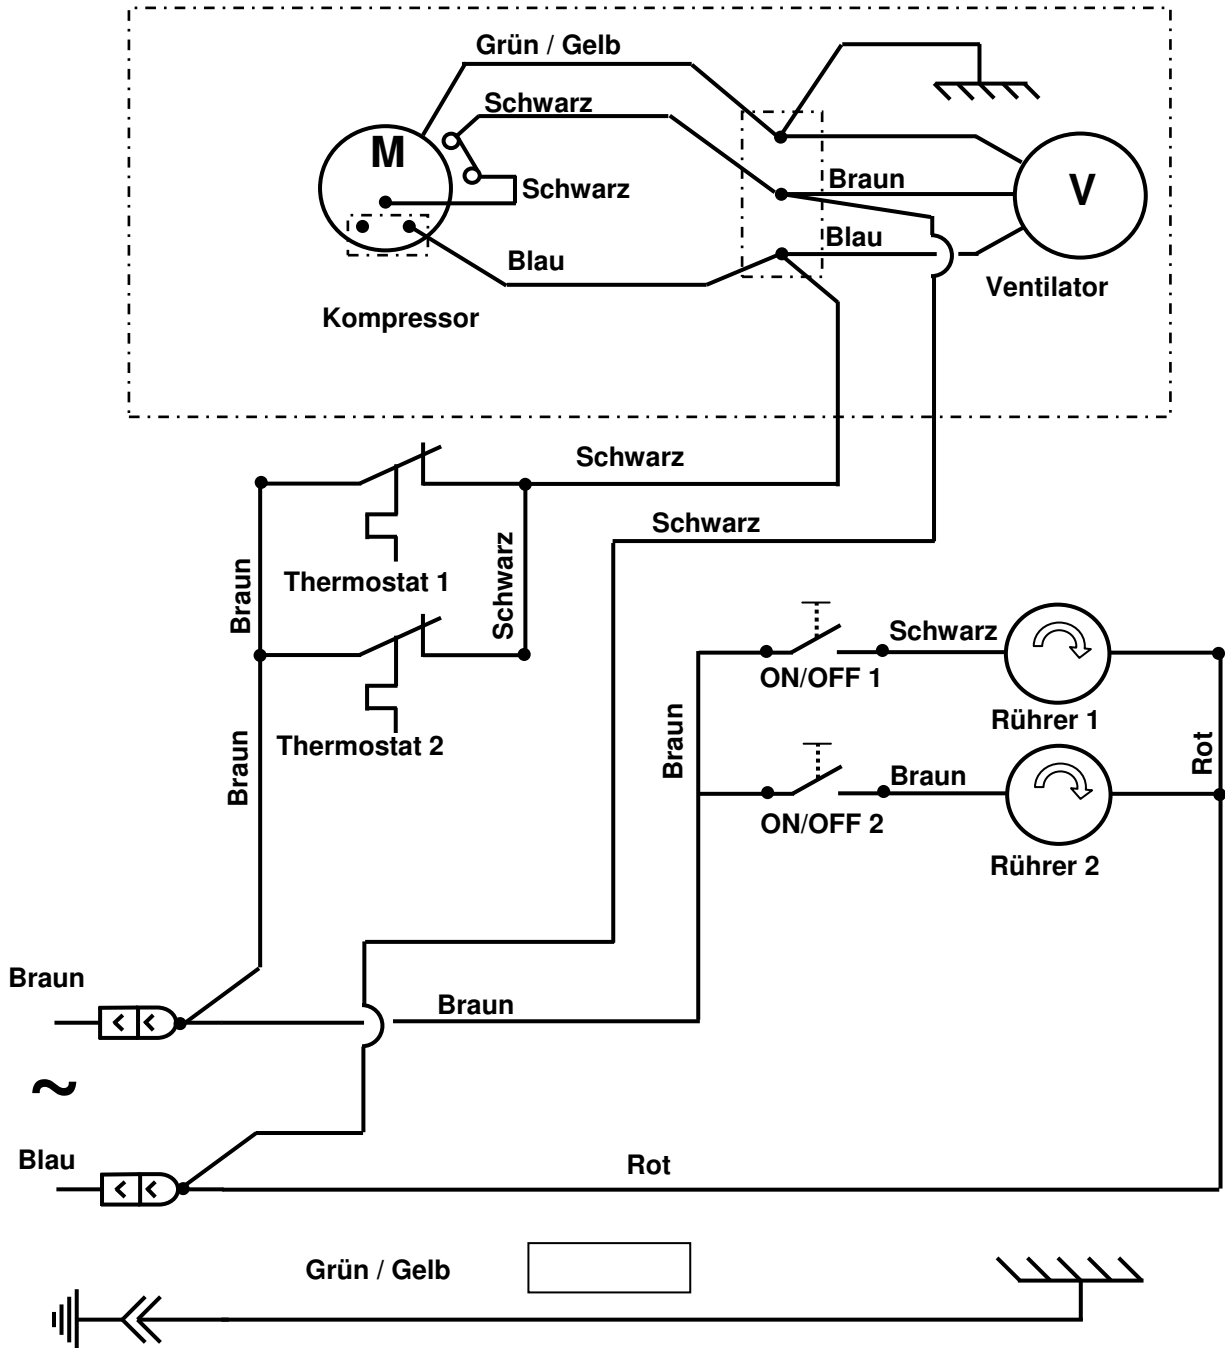 Grün / Gelb
Schwarz
M
Schwarz
Braun
V
Blau
Blau
Ventilator
Kompressor
Schwarz
Schwarz
Braun
Schwarz
Thermostat 1
Schwarz
ON/OFF 1
Rührer 1
Braun
Rot
Braun
Thermostat 2
Braun
ON/OFF 2
Rührer 2
Braun
Braun
~
Blau
Rot
Grün / Gelb